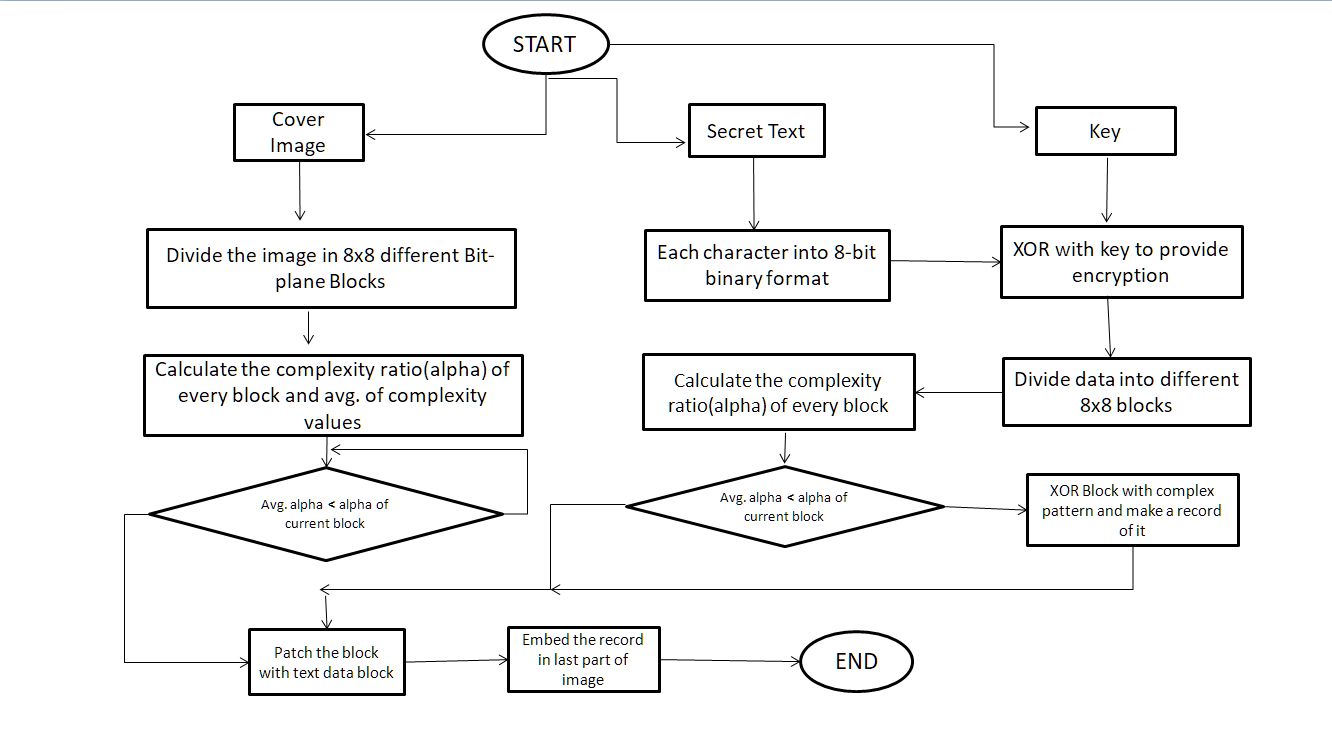 START
Cover
Image
Secret Text
Key
Divide the image in 8x8 different Bit-
plane Blocks
Each character into 8-bit
binary format
XOR with key to provide
encryption
Calculate the complexity ratio(alpha) of
every block and avg. of complexity
values
Calculate the complexity
ratio(alpha) of every block
Divide data into different
8x8 blocks
Avg. alpha < alpha of
current block
Avg. alpha < alpha of
current block
XOR Block with complex
pattern and make a record
of it
Patch the block
with text data block
Embed the record
in last part of
image
END